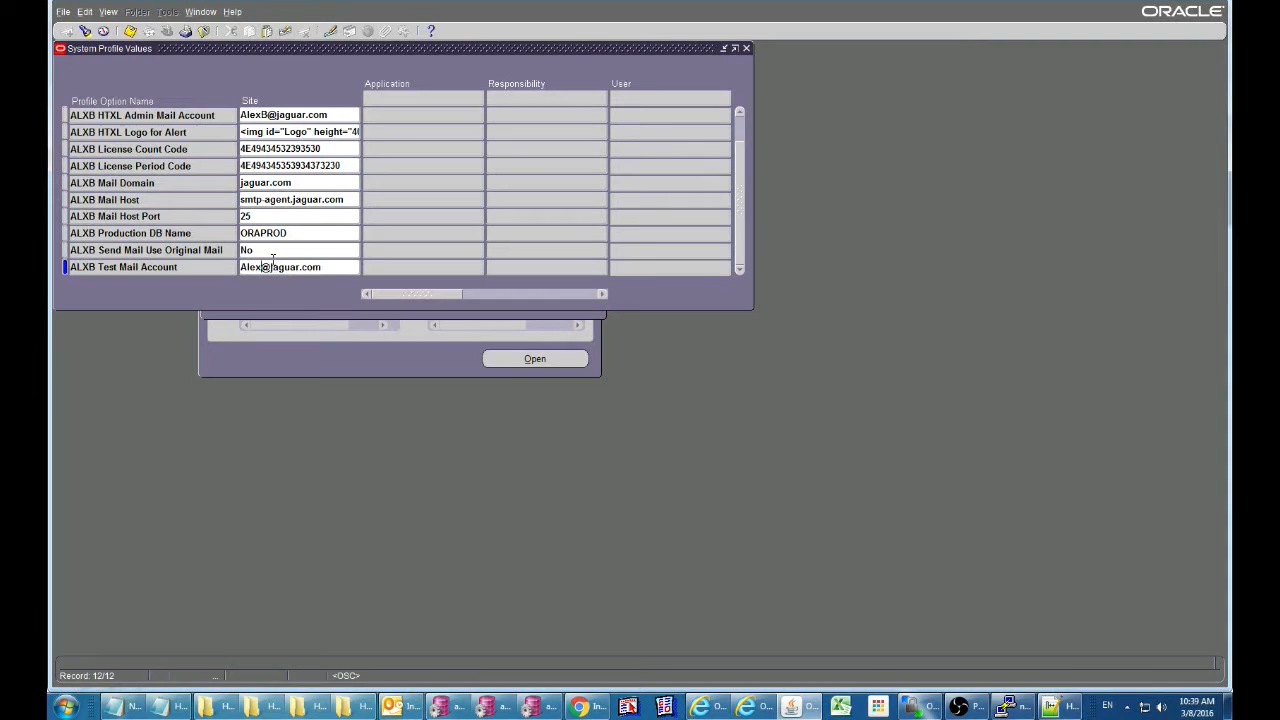 File Edit View Folder Tools Window Help
ORACLE
System Profile Values
Application Responsibility User
Profile Option Name Site
ALXB HTXL Admin Mail Account AlexB@jaguar.com
ALXB HTXL Logo for Alert <img id="Logo" height="4
ALXB License Count Code 4E49434532393530
ALXB License Period Code 4E494345353934373230
ALXB Mail Domain jaguar.com
ALXB Mail Host smtp-agent.jaguar.com
ALXB Mail Host Port 25
ALXB Production DB Name ORAPROD
ALXB Send Mail Use Original Mail No
ALXB Test Mail Account Alex@jaguar.com
Open
Record: 12/12 ... <OSC>
N... H... H... H... H... H... In... a... a... a... In... O... O... O... O... P... n... H... EN 10:39 AM
3/8/2016